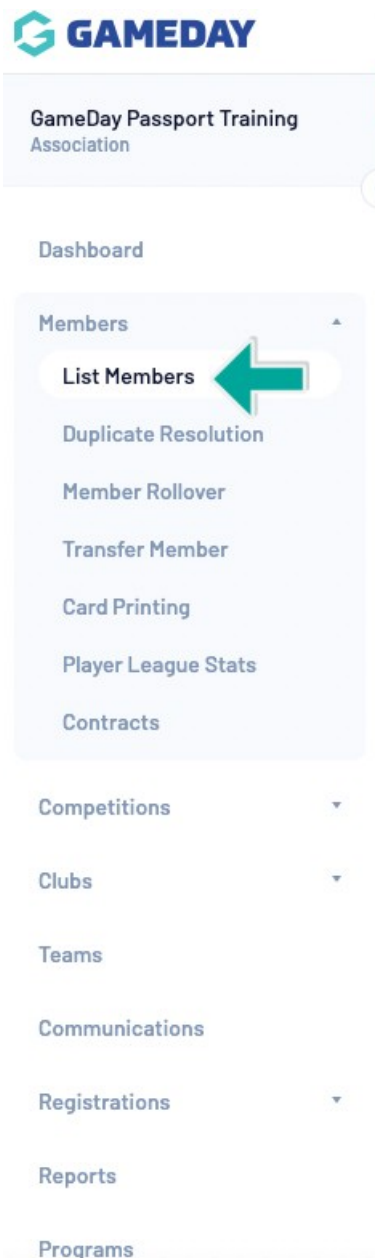 GAMEDAY
GameDay Passport Training
Association
Dashboard
Members
List Members
Duplicate Resolution
Member Rollover
Transfer Member
Card Printing
Player League Stats
Contracts
Competitions
Clubs
Teams
Communications
Registrations
Reports
Programs